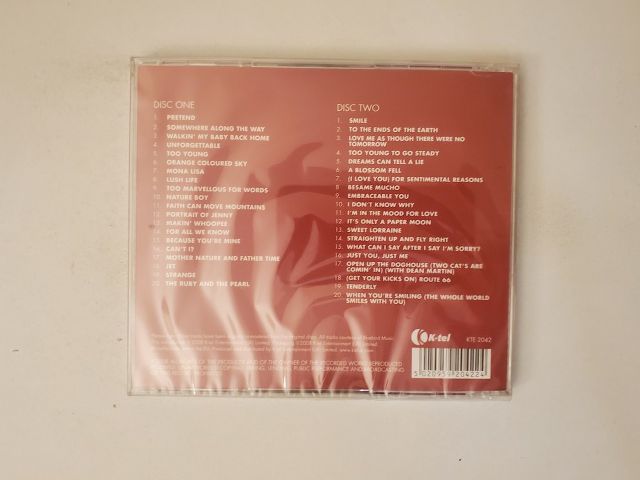 DISC ONE
1. PRETEND
2. SOMEWHERE ALONG THE WAY
3. WALKIN' MY BABY BACK HOME
4. UNFORGETTABLE
5. TOO YOUNG
6. ORANGE COLOURED SKY
7. MONA LISA
8. LUSH LIFE
9. TOO MARVELLOUS FOR WORDS
10. NATURE BOY
11. FAITH CAN MOVE MOUNTAINS
12. PORTRAIT OF JENNY
13. MAKIN' WHOOPEE
14. FOR ALL WE KNOW
15. BECAUSE YOU'RE MINE
16. CAN'T I?
17. MOTHER NATURE AND FATHER TIME
18. JET
19. STRANGE
20. THE RUBY AND THE PEARL
DISC TWO
1. SMILE
2. TO THE ENDS OF THE EARTH
3. LOVE ME AS THOUGH THERE WERE NO
TOMORROW
4. TOO YOUNG TO GO STEADY
5. DREAMS CAN TELL A LIE
6. A BLOSSOM FELL
7. (I LOVE YOU) FOR SENTIMENTAL REASONS
8. BESAME MUCHO
9. EMBRACEABLE YOU
10. I DON'T KNOW WHY
11. I'M IN THE MOOD FOR LOVE
12. IT'S ONLY A PAPER MOON
13. SWEET LORRAINE
14. STRAIGHTEN UP AND FLY RIGHT
15. WHAT CAN I SAY AFTER I SAY I'M SORRY?
16. JUST YOU, JUST ME
17. OPEN UP THE DOGHOUSE (TWO CAT'S ARE
COMIN' IN) (WITH DEAN MARTIN)
18. (GET YOUR KICKS ON) ROUTE 66
19. TENDERLY
20. WHEN YOU'RE SMILING (THE WHOLE WORLD
SMILES WITH YOU)
K-tel
KTE 2042
5 020959 204224